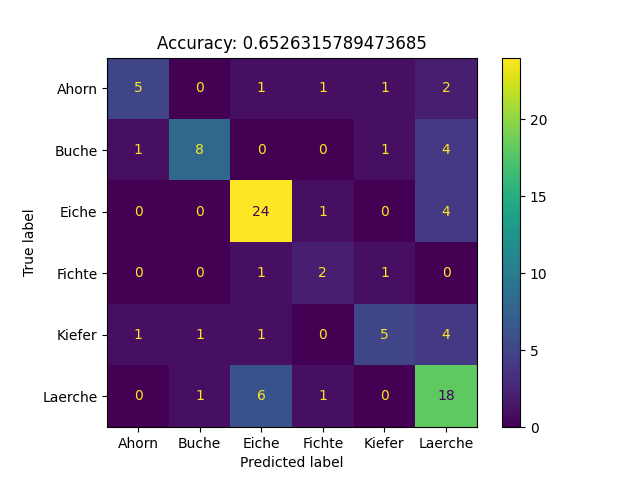 Accuracy: 0.6526315789473685
Ahorn 5 0 1 1 1 2
Buche 1 8 0 0 1 4
Eiche 0 0 24 1 0 4
Fichte 0 0 1 2 1 0
Kiefer 1 1 1 0 5 4
Laerche 0 1 6 1 0 18
Ahorn Buche Eiche Fichte Kiefer Laerche
Predicted label
True label
20
15
10
5
0